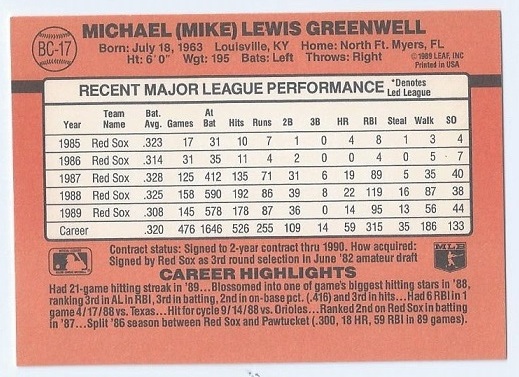 BC-17
MICHAEL (MIKE) LEWIS GREENWELL
Born: July 18, 1963 Louisville, KY Home: North Ft. Myers, FL
Ht: 6'0" Wgt: 195 Bats: Left Throws: Right
© 1989 LEAF, INC
Printed in USA
RECENT MAJOR LEAGUE PERFORMANCE *Denotes Led League
Year Team Name Bat. Avg. Games At Bat Hits Runs 2B 3B HR RBI Steal Walk SO
1985 Red Sox .323 17 31 10 7 1 0 4 8 1 3 4
1986 Red Sox .314 31 35 11 4 2 0 0 4 0 5 7
1987 Red Sox .328 125 412 135 71 31 6 19 89 5 35 40
1988 Red Sox .325 158 590 192 86 39 8 22 119 16 87 38
1989 Red Sox .308 145 578 178 87 36 0 14 95 13 56 44
Career .320 476 1646 526 255 109 14 59 315 35 186 133
Contract status: Signed to 2-year contract thru 1990. How acquired:
Signed by Red Sox as 3rd round selection in June '82 amateur draft
MLB
CAREER HIGHLIGHTS
Had 21-game hitting streak in '89...Blossomed into one of game's biggest hitting stars in '88,
ranking 3rd in AL in RBI, 3rd in batting, 2nd in on-base pct. (.416) and 3rd in hits...Had 6 RBI in 1
game 4/17/88 vs. Texas...Hit for cycle 9/14/88 vs. Orioles...Ranked 2nd on Red Sox in batting
in '87...Split '86 season between Red Sox and Pawtucket (.300, 18 HR, 59 RBI in 89 games).